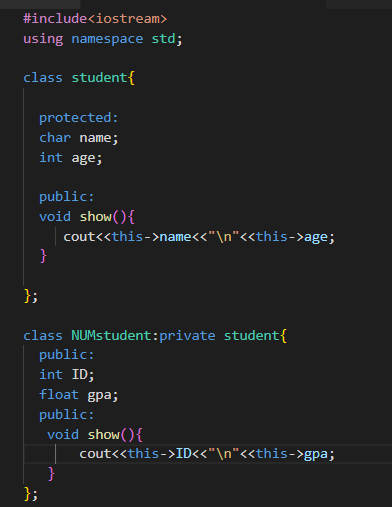 #include<iostream>
using namespace std;
class student{
protected:
char name;
int age;
public:
void show(){
cout<<this->name<<"\n"<<this->age;
}
};
class NUMstudent:private student{
public:
int ID;
float gpa;
public:
void show(){
cout<<this->ID<<"\n"<<this->gpa;
}
};